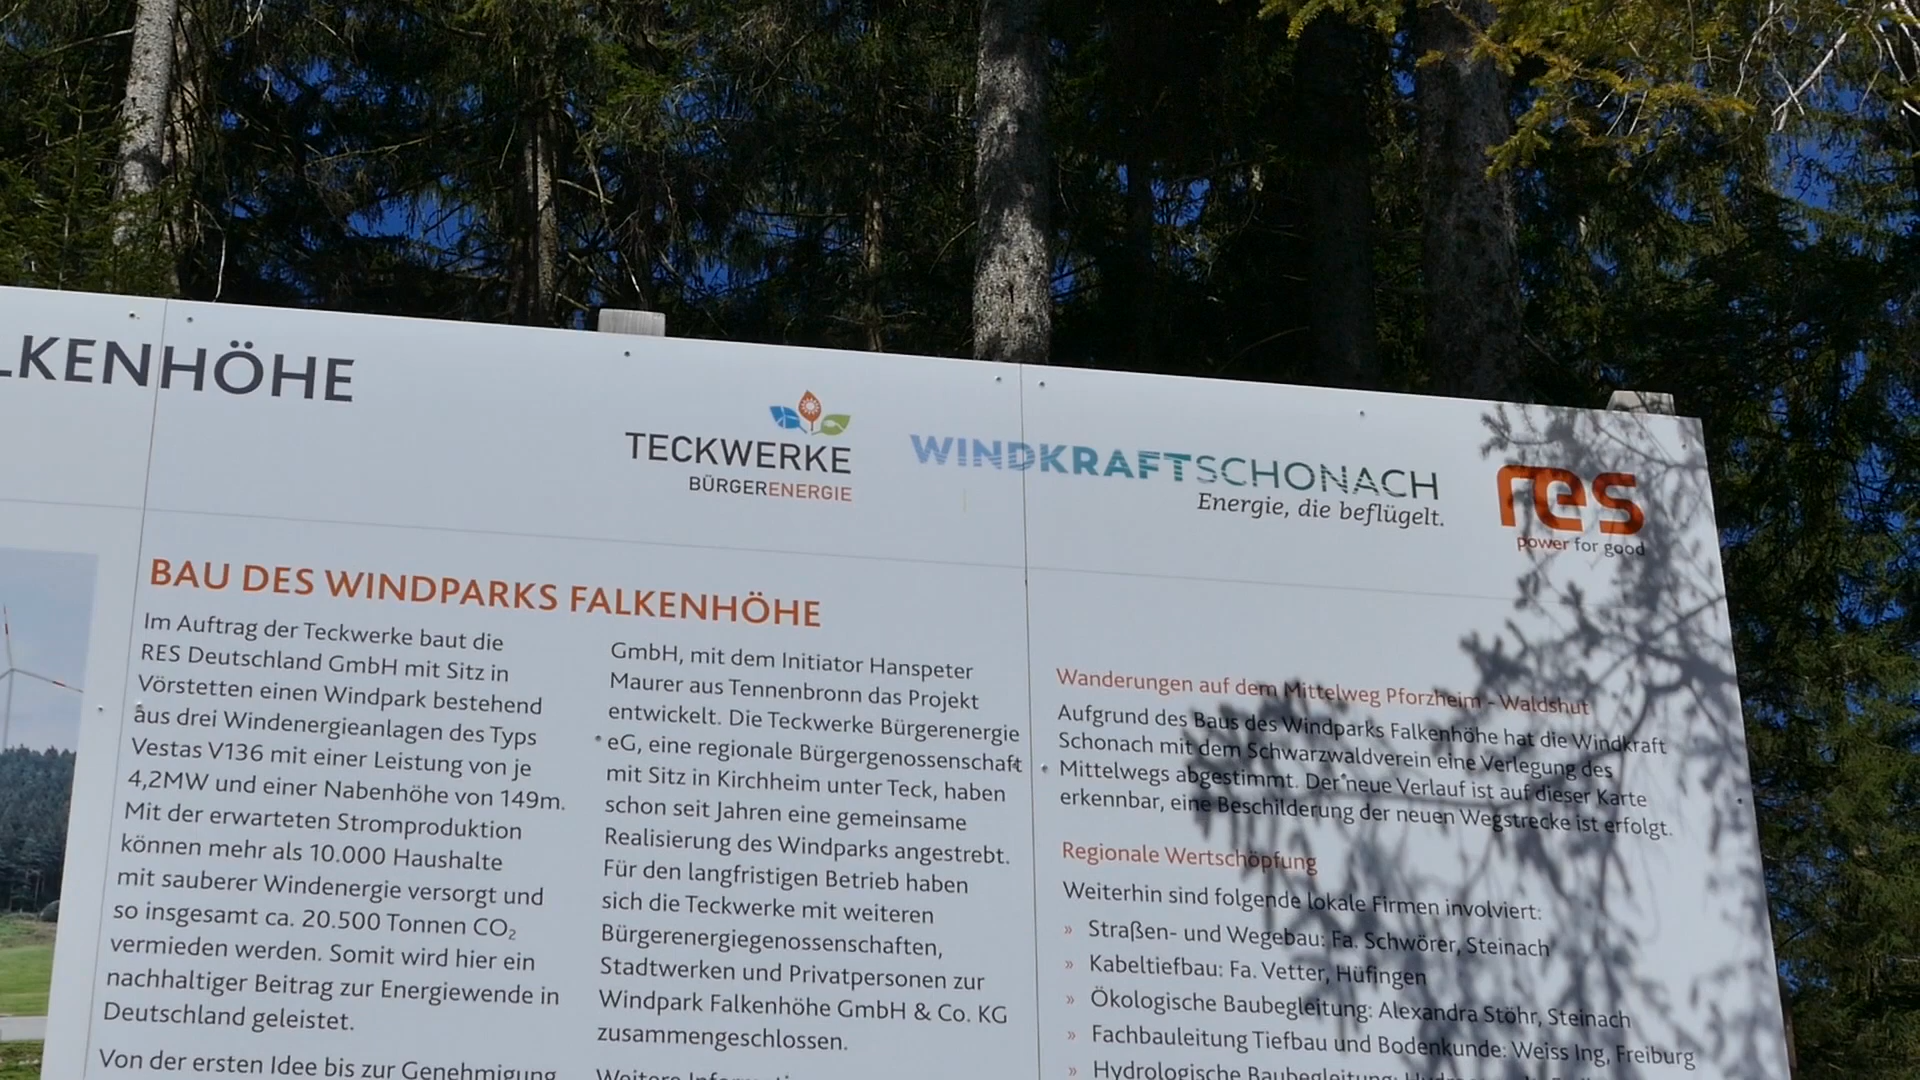 LKENHÖHE
TECKWERKE
BÜRGERENERGIE
WINDKRAFTSCHONACH
Energie, die beflügelt.
res
power for good
BAU DES WINDPARKS FALKENHÖHE
Im Auftrag der Teckwerke baut die
RES Deutschland GmbH mit Sitz in
Vörstetten einen Windpark bestehend
aus drei Windenergieanlagen des Typs
Vestas V136 mit einer Leistung von je
4,2MW und einer Nabenhöhe von 149m.
Mit der erwarteten Stromproduktion
können mehr als 10.000 Haushalte
mit sauberer Windenergie versorgt und
so insgesamt ca. 20.500 Tonnen CO₂
vermieden werden. Somit wird hier ein
nachhaltiger Beitrag zur Energiewende in
Deutschland geleistet.
Von der ersten Idee bis zur Genehmigung
GmbH, mit dem Initiator Hanspeter
Maurer aus Tennenbronn das Projekt
entwickelt. Die Teckwerke Bürgerenergie
eG, eine regionale Bürgergenossenschaft
mit Sitz in Kirchheim unter Teck, haben
schon seit Jahren eine gemeinsame
Realisierung des Windparks angestrebt.
Für den langfristigen Betrieb haben
sich die Teckwerke mit weiteren
Bürgerenergiegenossenschaften,
Stadtwerken und Privatpersonen zur
Windpark Falkenhöhe GmbH & Co. KG
zusammengeschlossen.
Weitere
Wanderungen auf dem Mittelweg Pforzheim - Waldshut
Aufgrund des Baus des Windparks Falkenhöhe hat die Windkraft
Schonach mit dem Schwarzwaldverein eine Verlegung des
Mittelwegs abgestimmt. Der neue Verlauf ist auf dieser Karte
erkennbar, eine Beschilderung der neuen Wegstrecke ist erfolgt.
Regionale Wertschöpfung
Weiterhin sind folgende lokale Firmen involviert:
» Straßen- und Wegebau: Fa. Schwörer, Steinach
» Kabeltiefbau: Fa. Vetter, Hüfingen
» Ökologische Baubegleitung: Alexandra Stöhr, Steinach
» Fachbauleitung Tiefbau und Bodenkunde: Weiss Ing, Freiburg
» Hydrologische Baubegleitung: